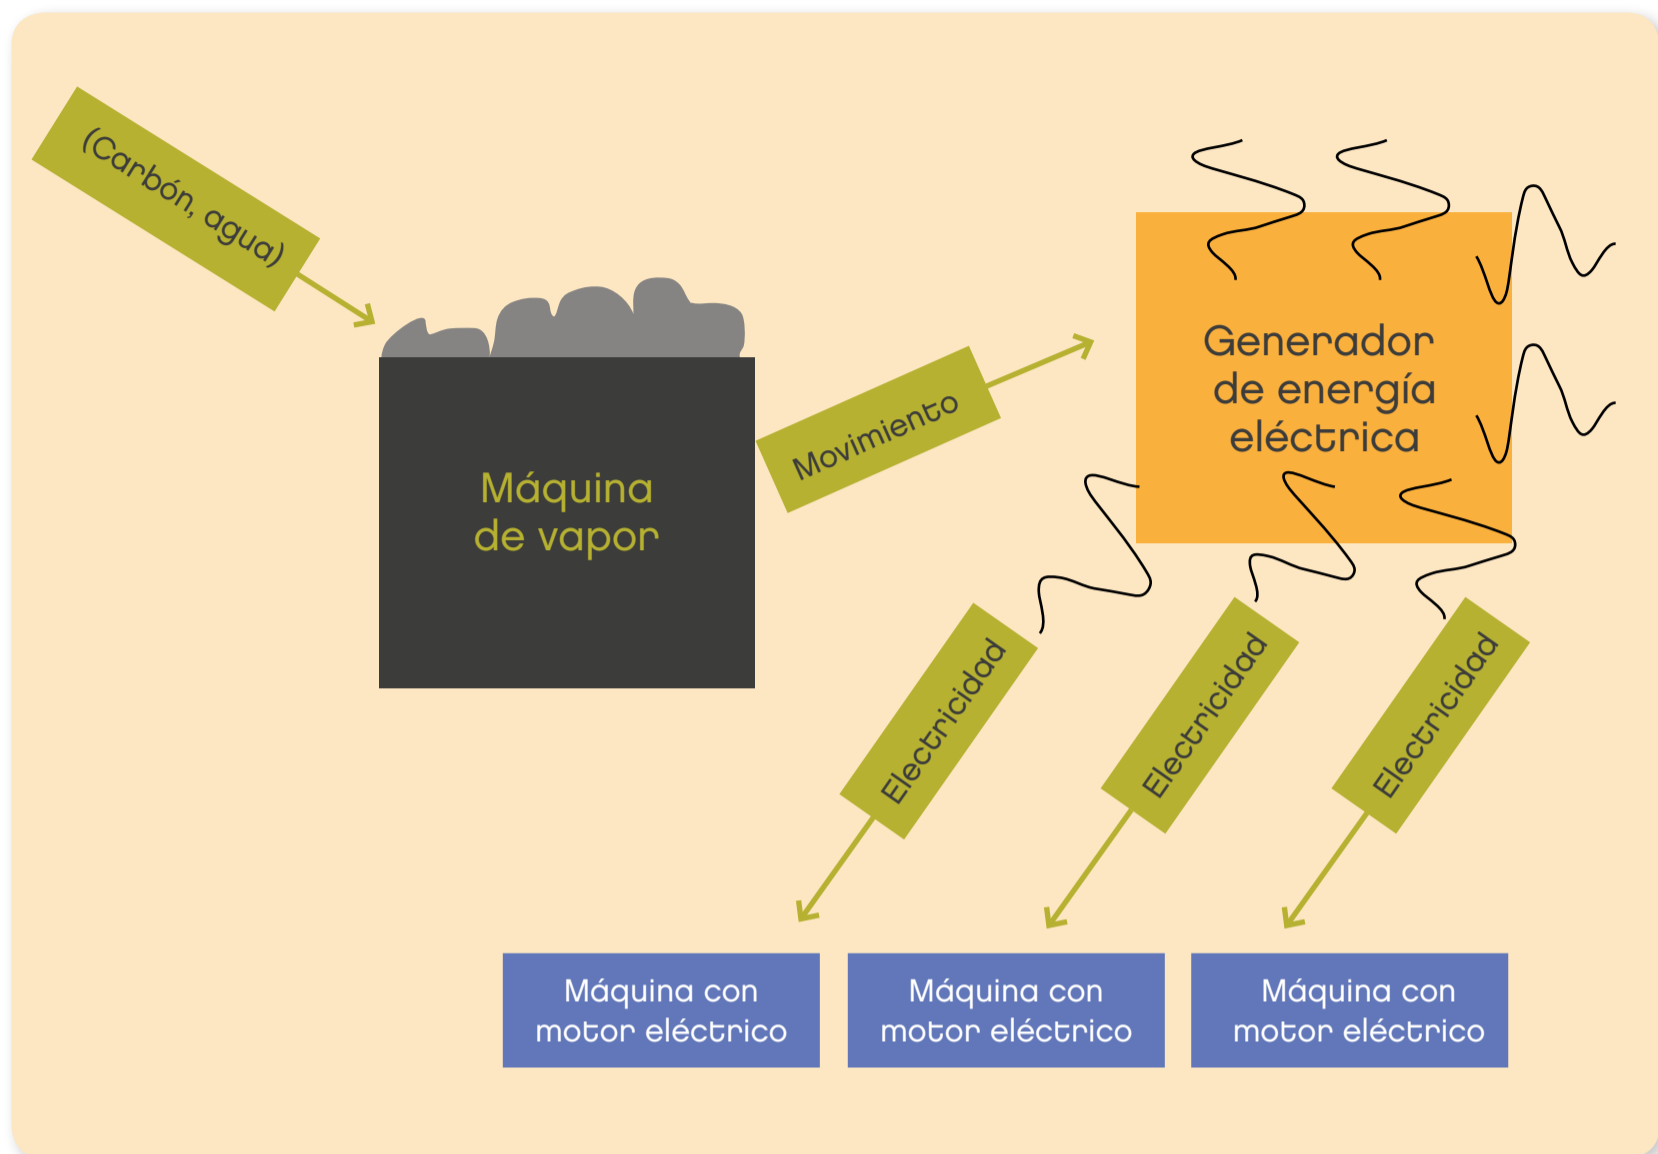 (Carbón, agua)
Máquina
de vapor
Movimiento
Generador
de energía
eléctrica
Electricidad
Electricidad
Electricidad
Máquina con
motor eléctrico
Máquina con
motor eléctrico
Máquina con
motor eléctrico